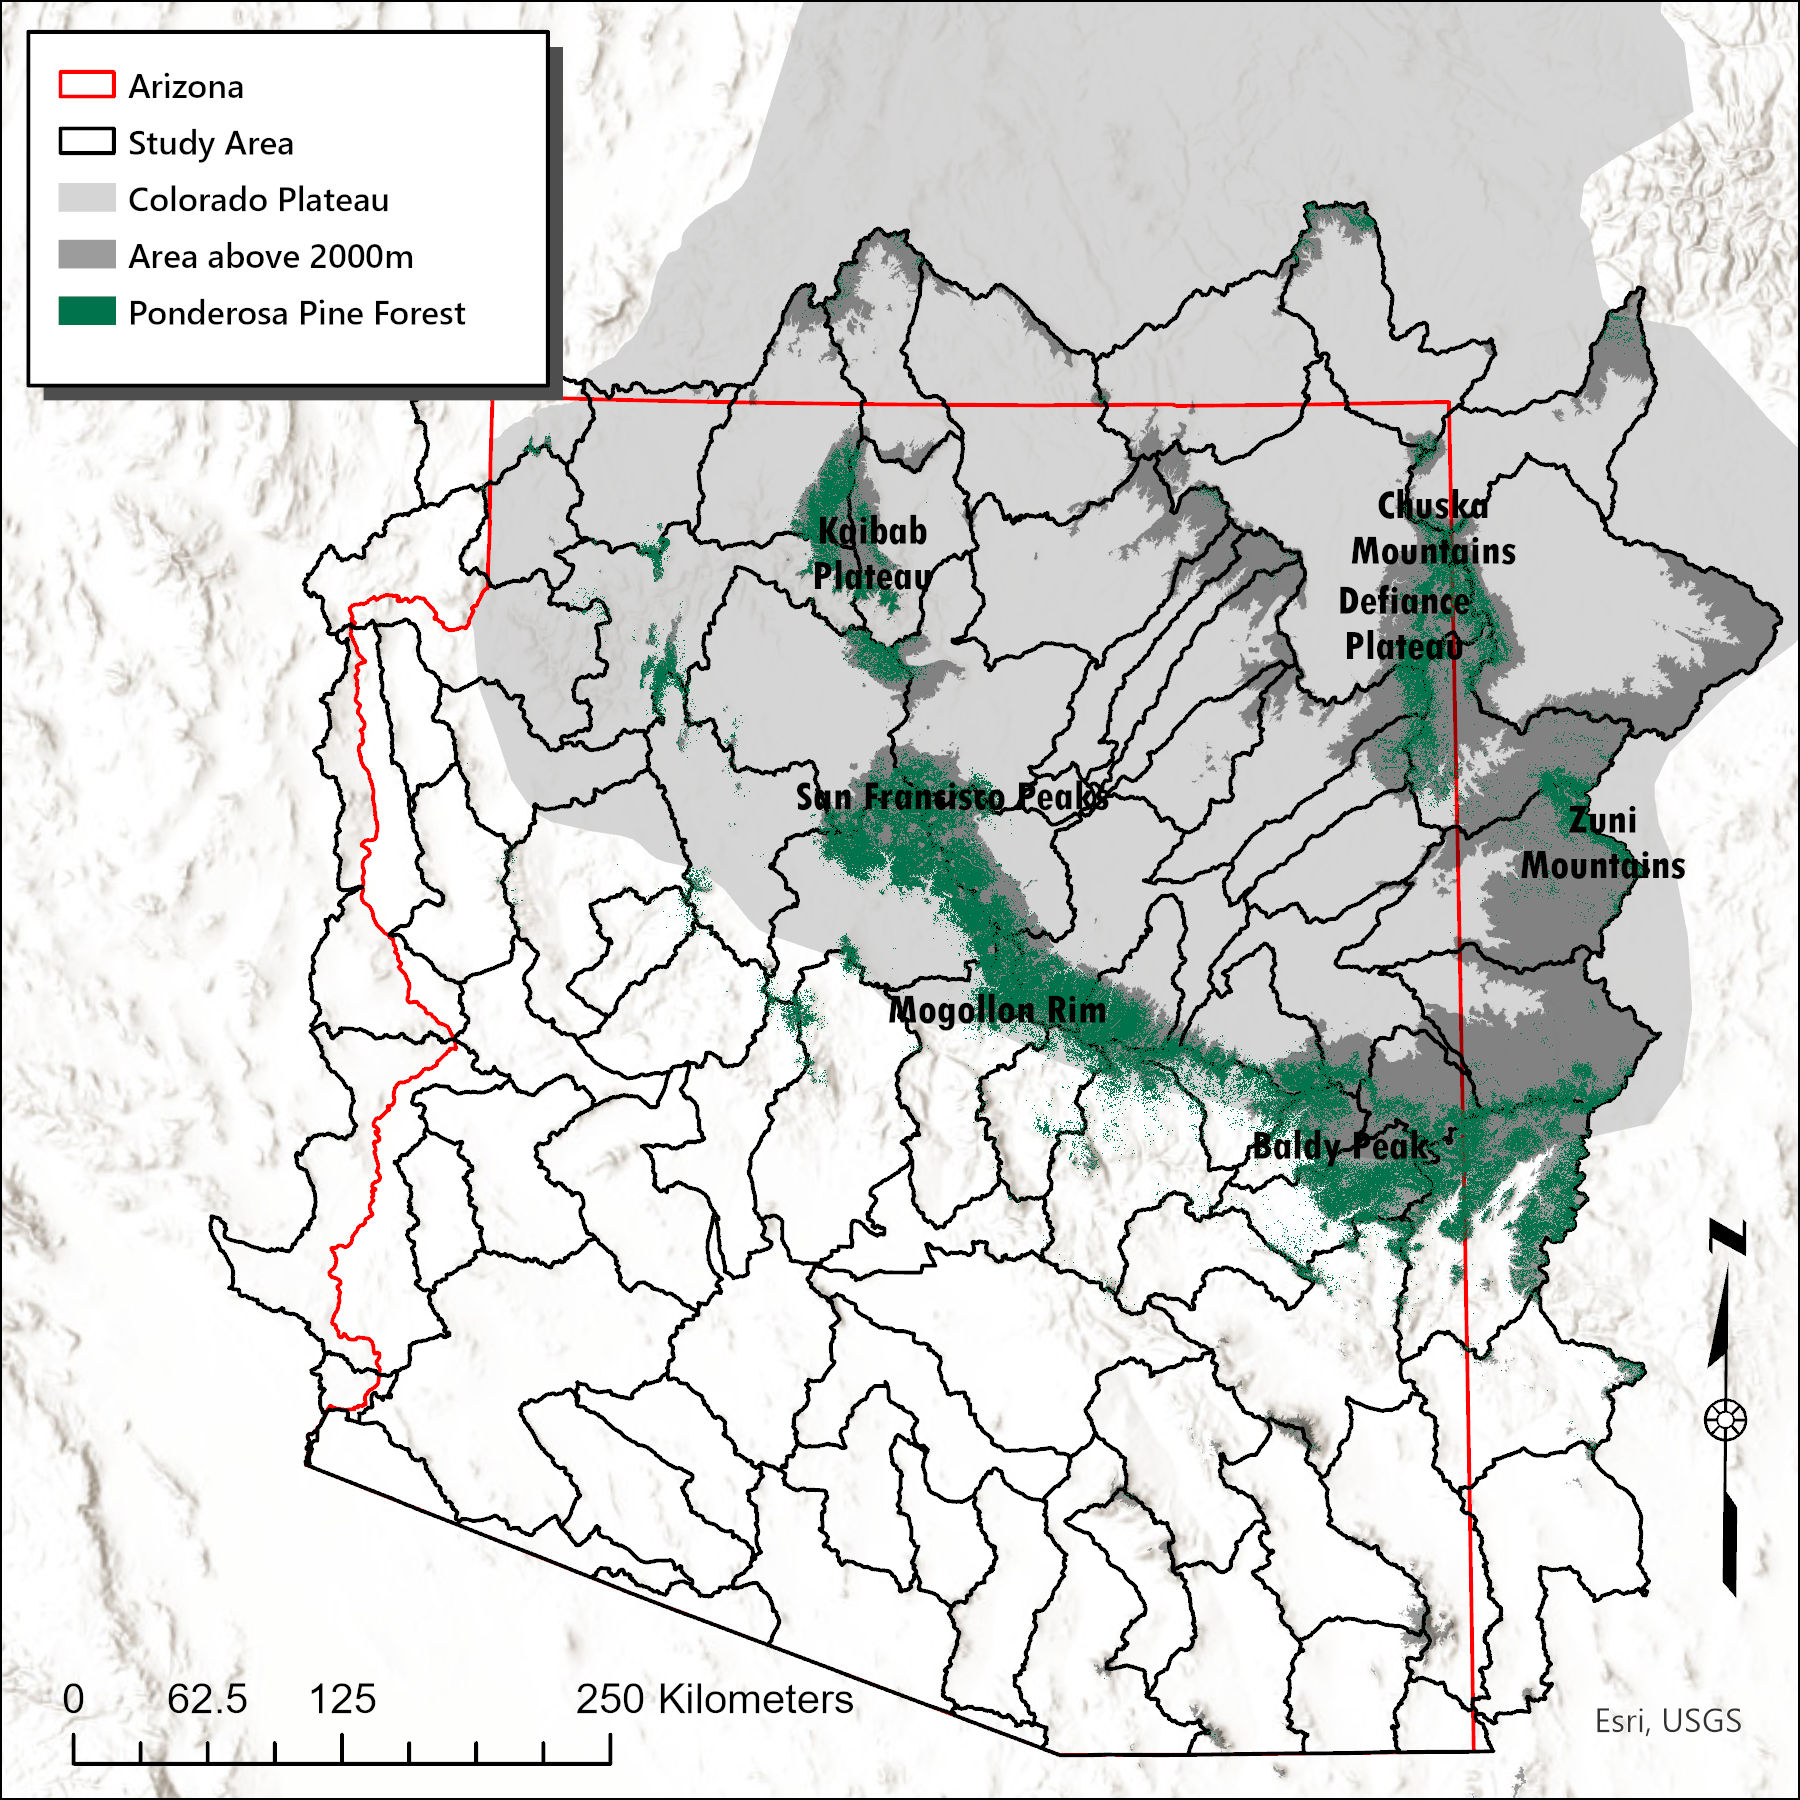 Arizona
Study Area
Colorado Plateau
Area above 2000m
Ponderosa Pine Forest
Chuska
Mountains
Kaibab
Plateau
Defiance
Plateau
San Francisco Peaks
Zuni
Mountains
Mogollon Rim
Baldy Peak
N
0 62.5 125 250 Kilometers
Esri, USGS